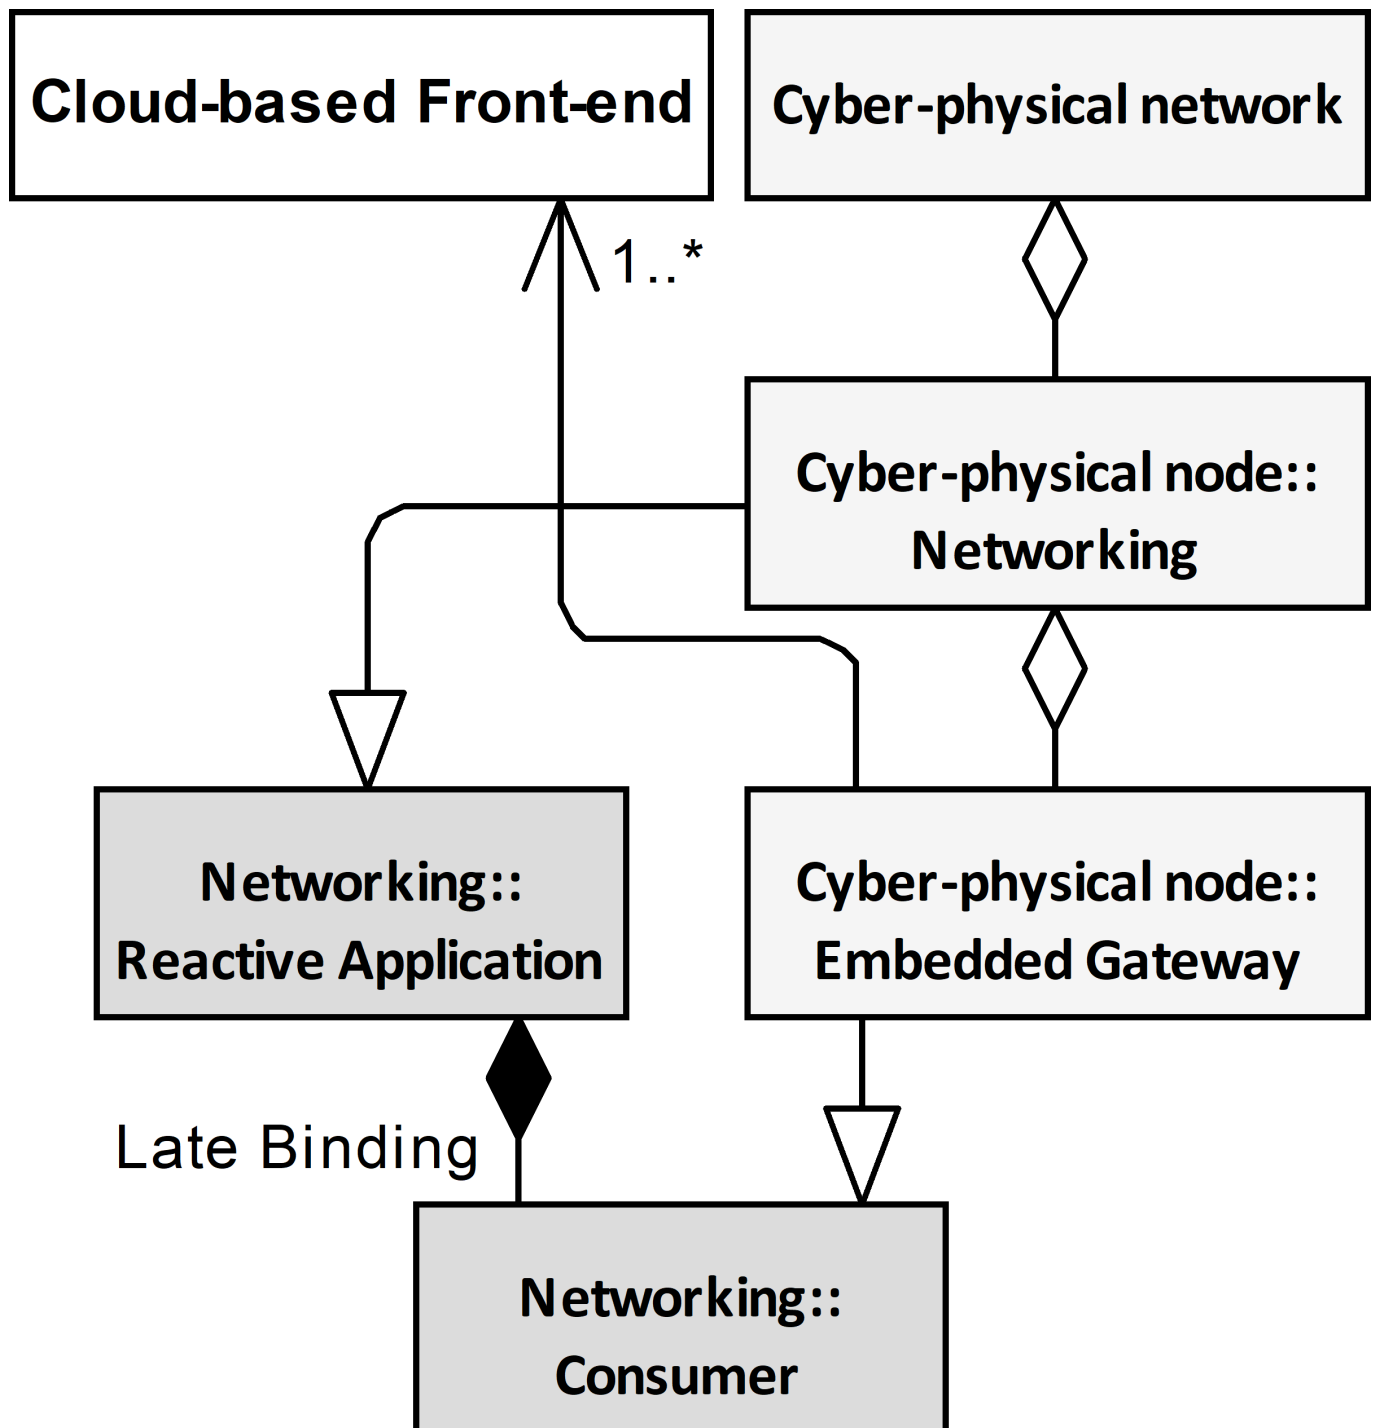 Cloud-based Front-end
Cyber-physical network
1..*
Cyber-physical node::
Networking
Networking::
Reactive Application
Cyber-physical node::
Embedded Gateway
Late Binding
Networking::
Consumer